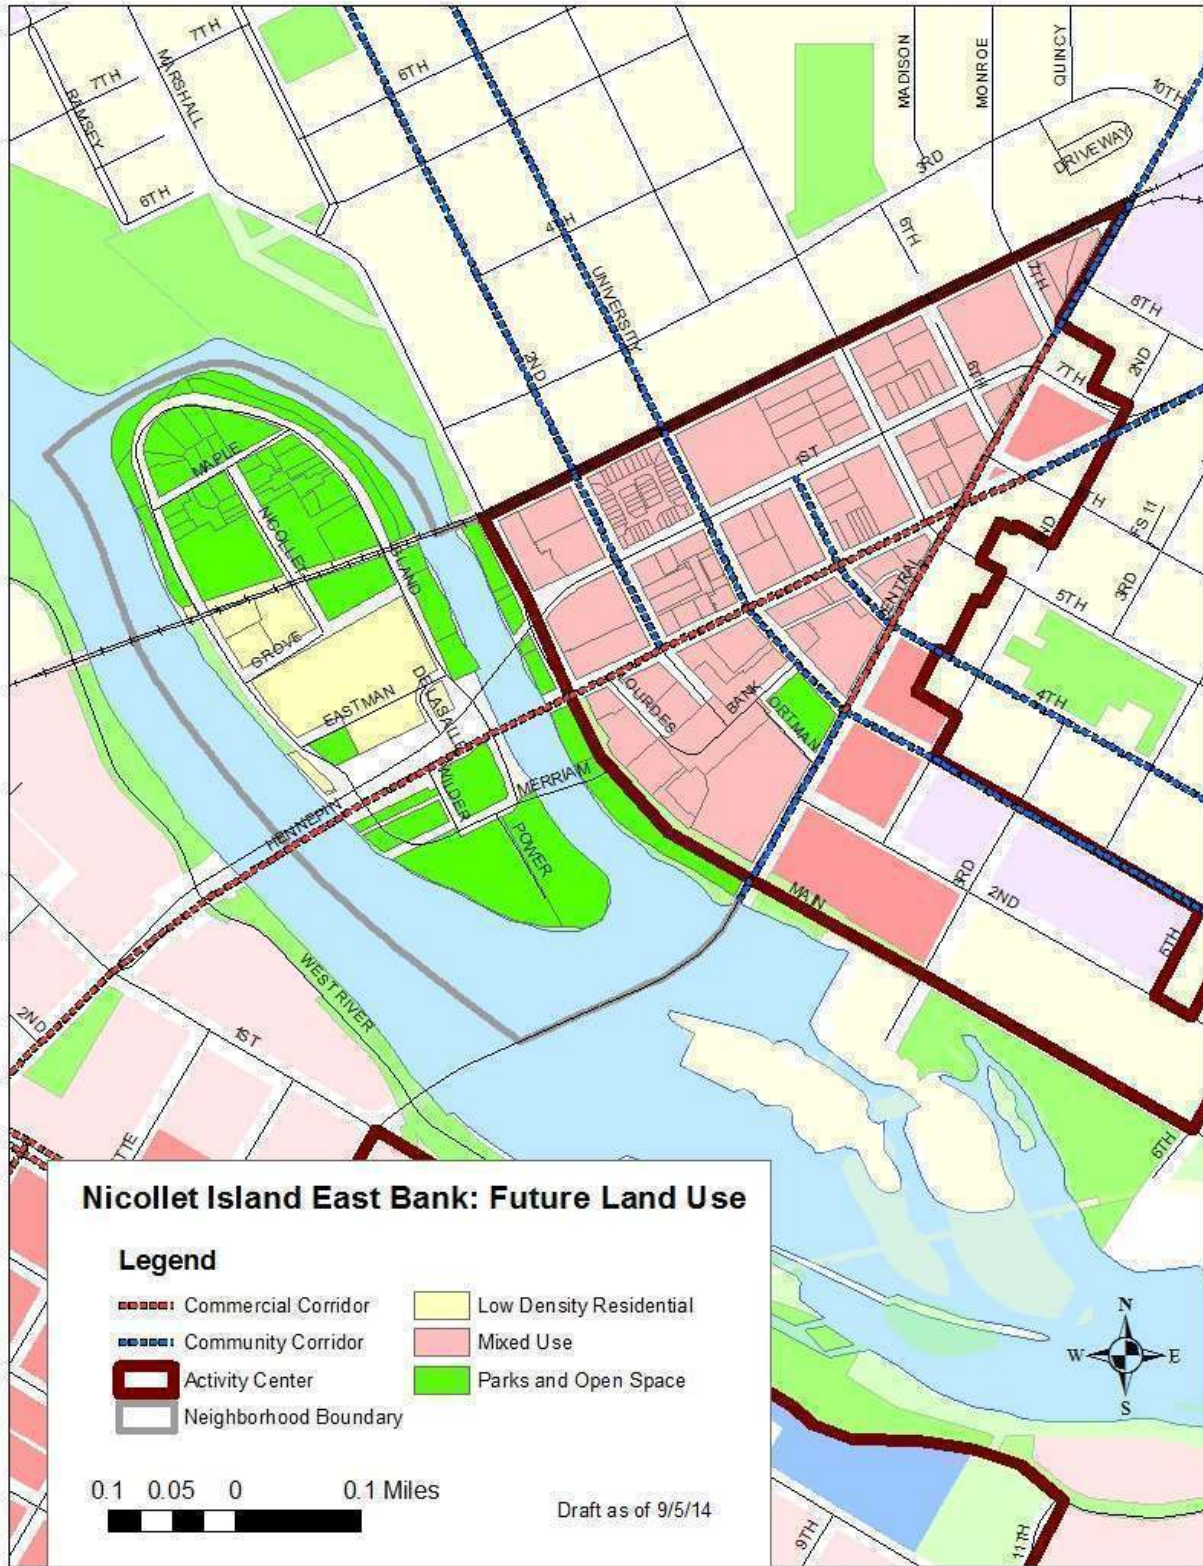 7TH
7TH
MARSHALL
RAMSEY
6TH
6TH
MADISON
MONROE
QUINCY
10TH
3RD
DRIVEWAY
6TH
4TH
UNIVERSITY
2ND
7TH
8TH
2ND
7TH
6TH
1ST
MAPLE
NICOLLET
ISLAND
GROVE
EASTMAN
DELASALLE
WILDER
MERRIAM
POWER
HENNEPIN
LOURDES
BANK
ORTMAN
CENTRAL
5TH
3RD
4TH
MAIN
3RD
2ND
5TH
6TH
WEST RIVER
2ND
1ST
Nicollet Island East Bank: Future Land Use
Legend
Commercial Corridor
Community Corridor
Activity Center
Neighborhood Boundary
Low Density Residential
Mixed Use
Parks and Open Space
0.1 0.05 0 0.1 Miles
Draft as of 9/5/14
N
W E
S
9TH
11TH